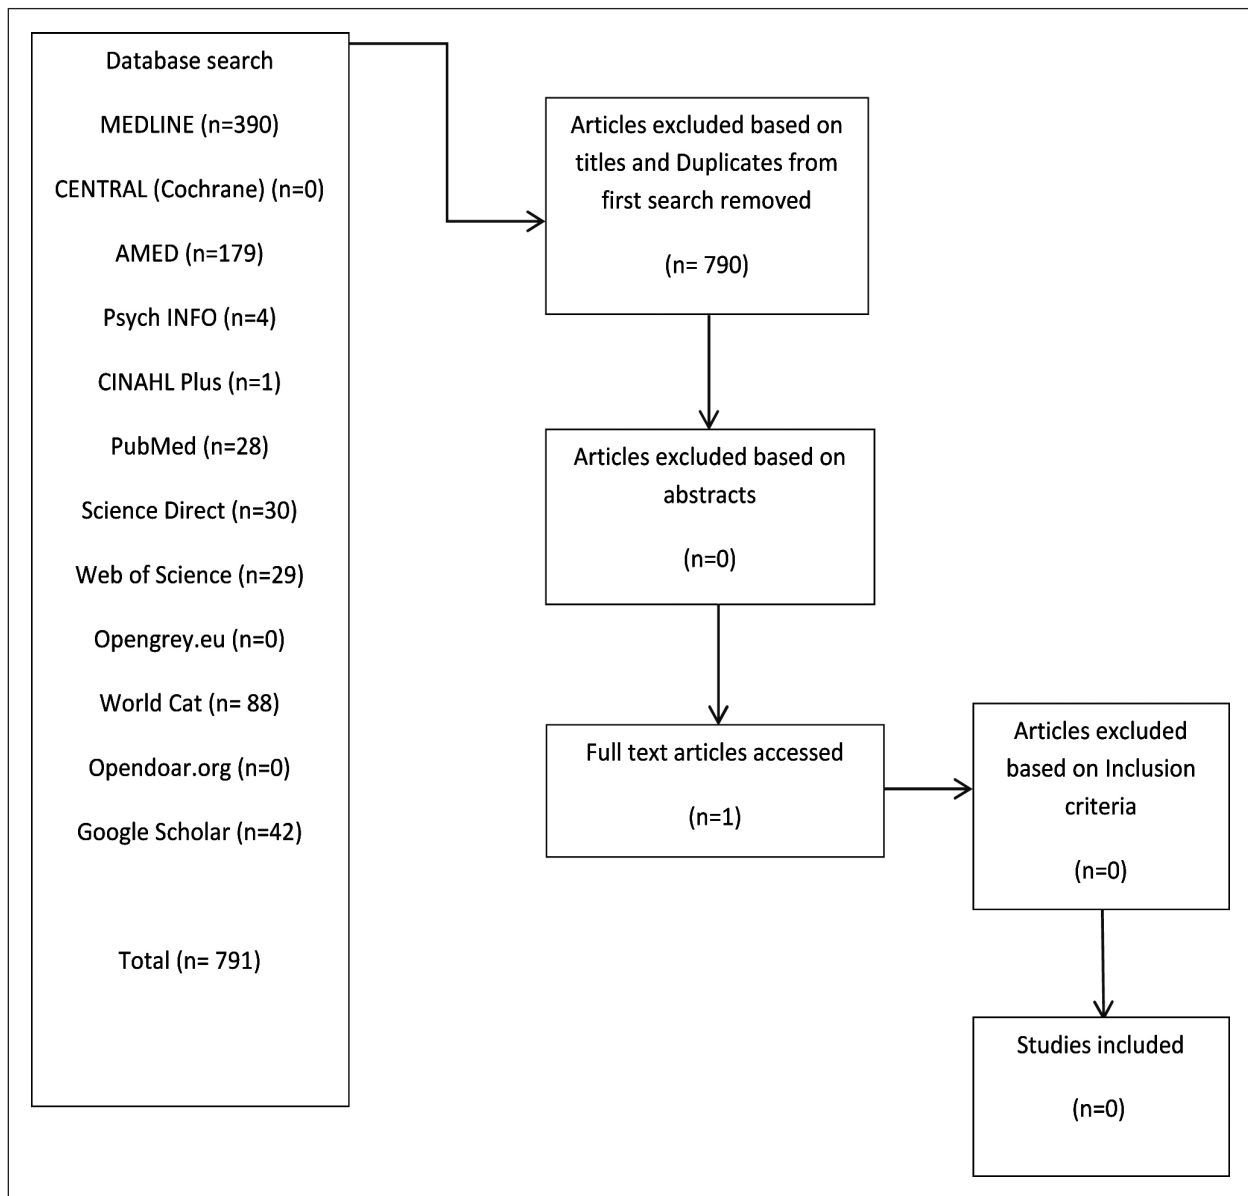 Database search
MEDLINE (n=390)
CENTRAL (Cochrane) (n=0)
AMED (n=179)
Psych INFO (n=4)
CINAHL Plus (n=1)
PubMed (n=28)
Science Direct (n=30)
Web of Science (n=29)
Opengrey.eu (n=0)
World Cat (n= 88)
Opendoar.org (n=0)
Google Scholar (n=42)
Total (n= 791)
Articles excluded based on
titles and Duplicates from
first search removed
(n= 790)
Articles excluded based on
abstracts
(n=0)
Full text articles accessed
(n=1)
Articles excluded
based on Inclusion
criteria
(n=0)
Studies included
(n=0)